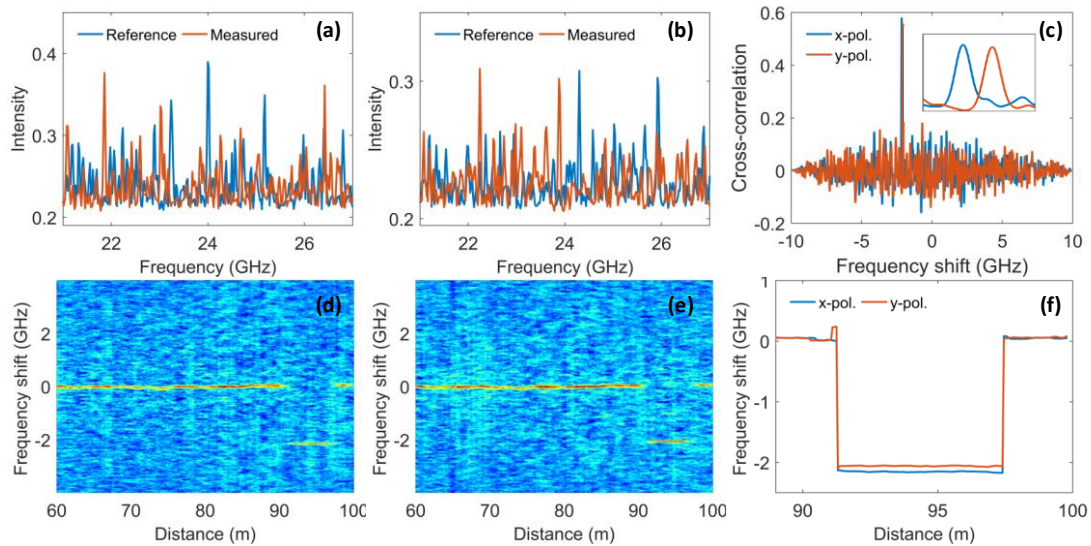 Reference Measured (a)
Intensity
0.4
0.3
0.2
22 24 26
Frequency (GHz)
Reference Measured (b)
Intensity
0.3
0.2
22 24 26
Frequency (GHz)
x-pol. (c)
y-pol.
Cross-correlation
0.6
0.4
0.2
0
-0.2
-10 -5 0 5 10
Frequency shift (GHz)
(d)
Frequency shift (GHz)
2
0
-2
60 70 80 90 100
Distance (m)
(e)
Frequency shift (GHz)
2
0
-2
60 70 80 90 100
Distance (m)
x-pol. y-pol. (f)
Frequency shift (GHz)
1
0
-1
-2
90 95 100
Distance (m)